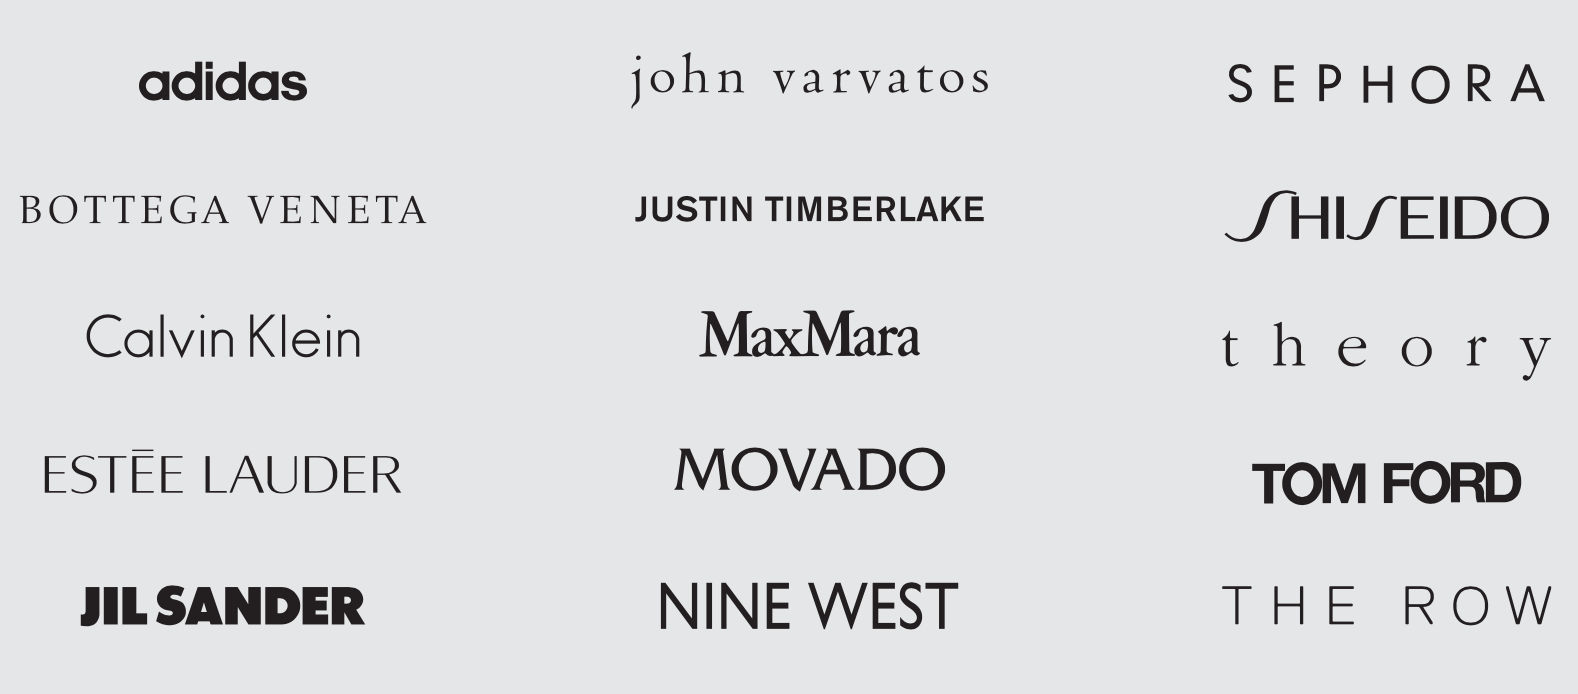 adidas
john varvatos
SEPHORA
BOTTEGA VENETA
JUSTIN TIMBERLAKE
SHISEIDO
Calvin Klein
MaxMara
theory
ESTĒE LAUDER
MOVADO
TOM FORD
JIL SANDER
NINE WEST
THE ROW